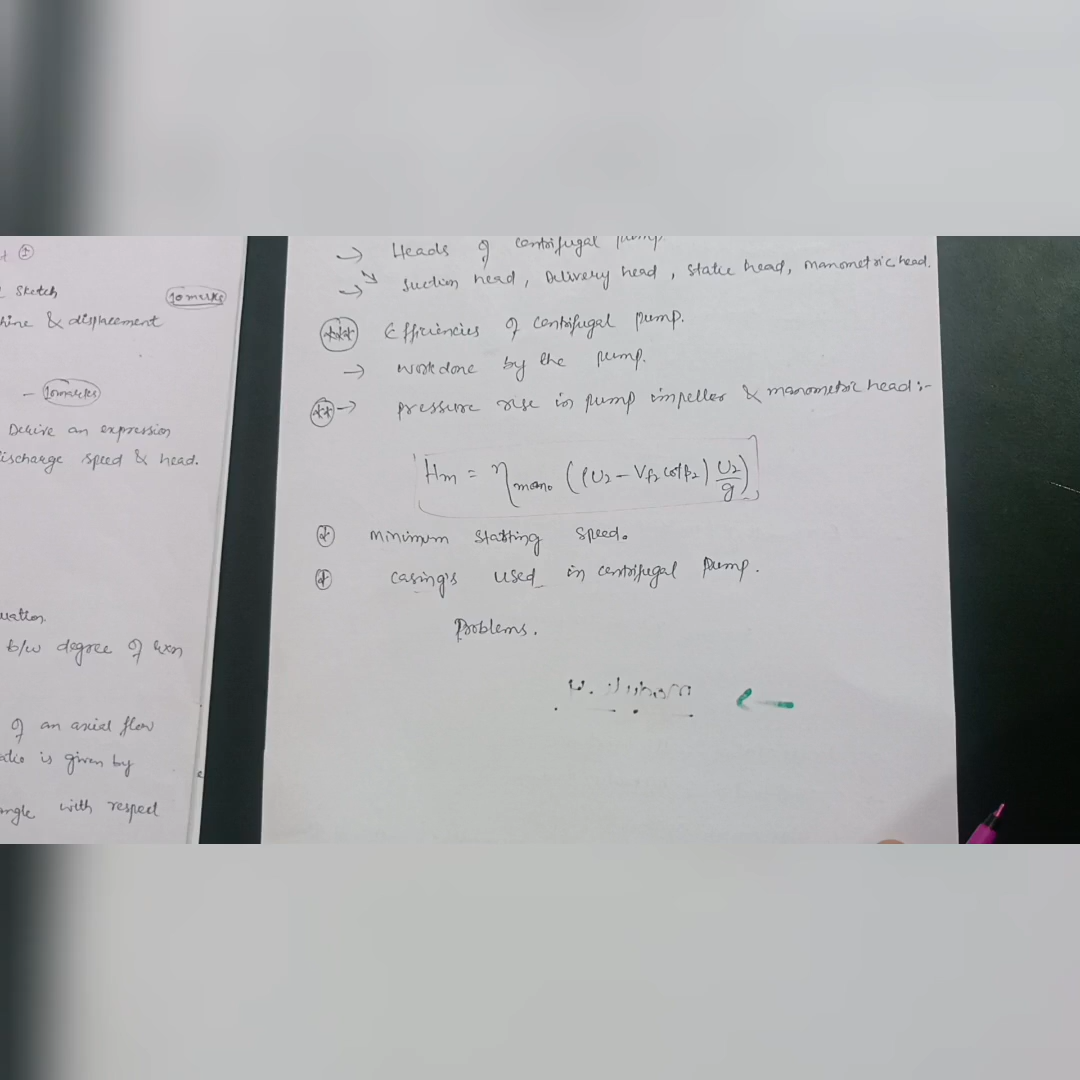 Sketch
10 marks
& displacement
- 10 marks
Derive an expression
discharge speed & head.
b/w degree of
of an axial flow
is given by
with respect
→ Heads of centrifugal pump.
→ Suction head, Delivery head, static head, manometric head.
*** Efficiencies of centrifugal pump.
→ workdone by the pump.
** → pressure rise in pump impeller & manometric head :-
Hm = ηmano ((U2 - Vf2 cotβ2) U2/g)
* minimum starting speed.
* casing's used in centrifugal pump.
Problems.